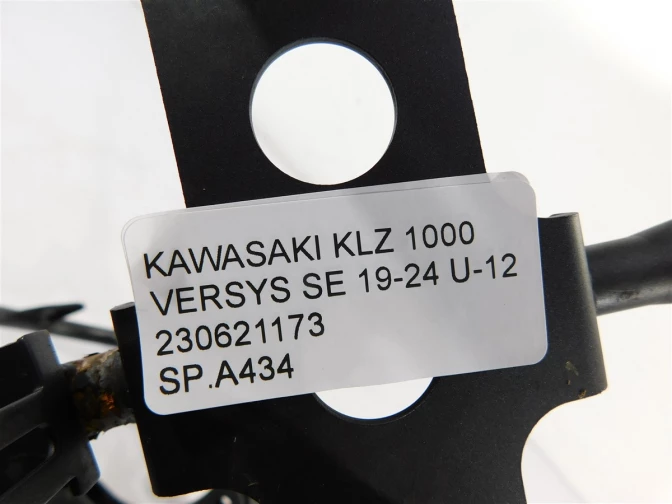 KAWASAKI KLZ 1000
VERSYS SE 19-24 U-12
230621173
SP.A434